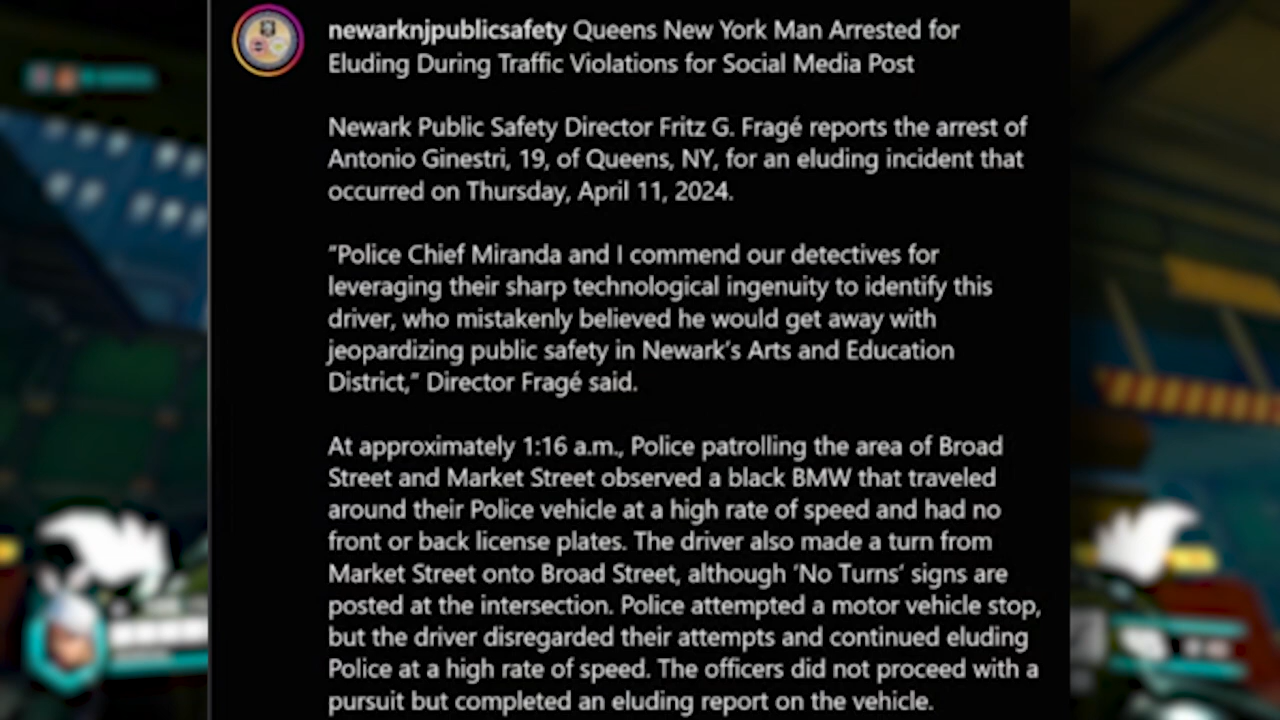 newarknjpublicsafety Queens New York Man Arrested for
Eluding During Traffic Violations for Social Media Post
Newark Public Safety Director Fritz G. Fragé reports the arrest of
Antonio Ginestri, 19, of Queens, NY, for an eluding incident that
occurred on Thursday, April 11, 2024.
“Police Chief Miranda and I commend our detectives for
leveraging their sharp technological ingenuity to identify this
driver, who mistakenly believed he would get away with
jeopardizing public safety in Newark’s Arts and Education
District,” Director Fragé said.
At approximately 1:16 a.m., Police patrolling the area of Broad
Street and Market Street observed a black BMW that traveled
around their Police vehicle at a high rate of speed and had no
front or back license plates. The driver also made a turn from
Market Street onto Broad Street, although ‘No Turns’ signs are
posted at the intersection. Police attempted a motor vehicle stop,
but the driver disregarded their attempts and continued eluding
Police at a high rate of speed. The officers did not proceed with a
pursuit but completed an eluding report on the vehicle.